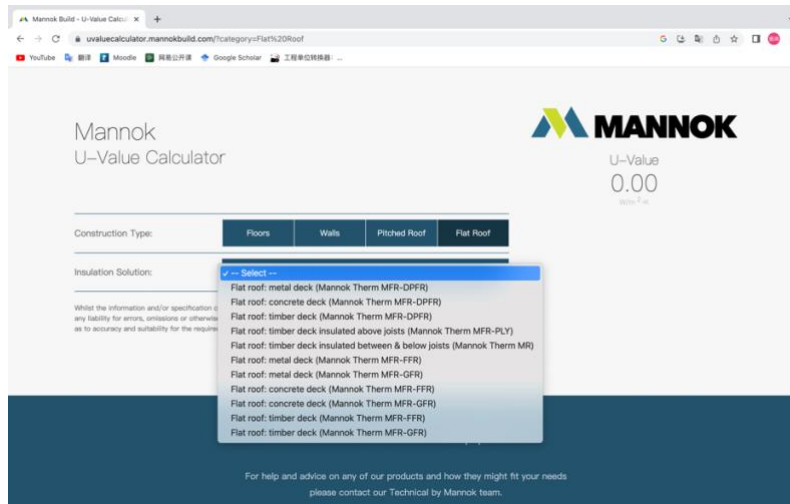 Mannok Build - U-Value Calcu
uvaluecalculator.mannokbuild.com/?category=Flat%20Roof
YouTube 翻译 Moodle 网易公开课 Google Scholar 工程单位转换器: ...
MANNOK
Mannok
U-Value Calculator
U-Value
0.00
Construction Type: Floors Walls Pitched Roof Flat Roof
Insulation Solution:
✓ -- Select --
Flat roof: metal deck (Mannok Therm MFR-DPFR)
Flat roof: concrete deck (Mannok Therm MFR-DPFR)
Flat roof: timber deck (Mannok Therm MFR-DPFR)
Flat roof: timber deck insulated above joists (Mannok Therm MFR-PLY)
Flat roof: timber deck insulated between & below joists (Mannok Therm MR)
Flat roof: metal deck (Mannok Therm MFR-FFR)
Flat roof: metal deck (Mannok Therm MFR-GFR)
Flat roof: concrete deck (Mannok Therm MFR-FFR)
Flat roof: concrete deck (Mannok Therm MFR-GFR)
Flat roof: timber deck (Mannok Therm MFR-FFR)
Flat roof: timber deck (Mannok Therm MFR-GFR)
Whilst the information and/or specification
any liability for errors, omissions or otherwise
as to accuracy and suitability for the require
For help and advice on any of our products and how they might fit your needs
please contact our Technical by Mannok team.